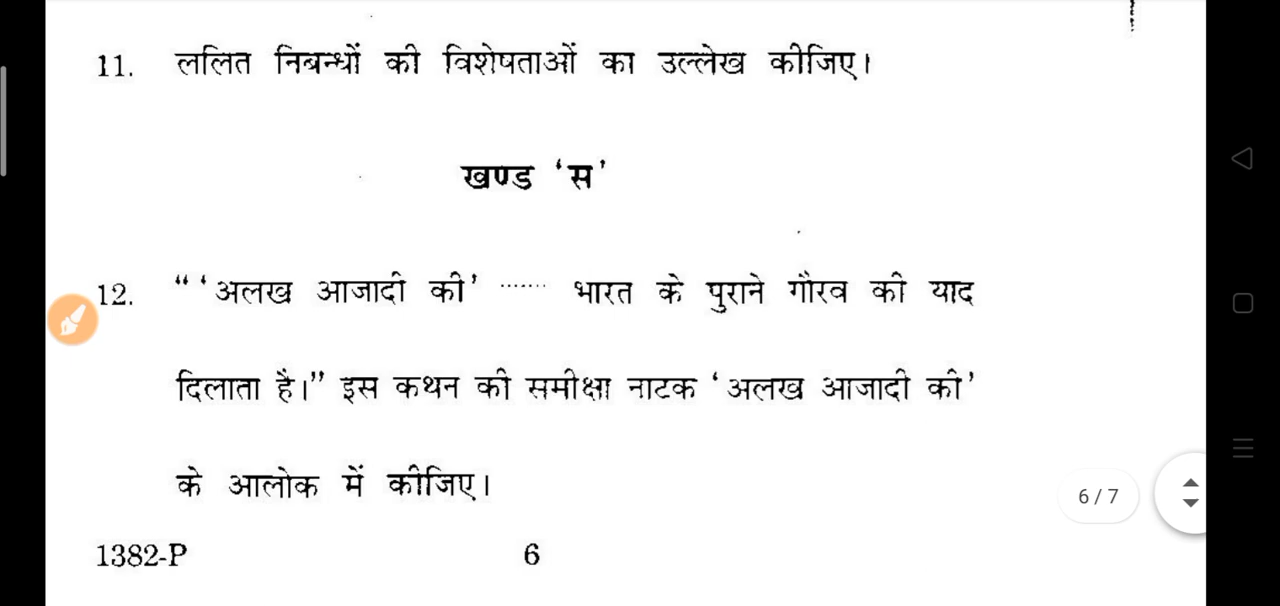 11. ललित निबन्धों की विशेषताओं का उल्लेख कीजिए।
खण्ड ‘स’
12. “ ‘अलख आजादी की’ ······· भारत के पुराने गौरव की याद
दिलाता है।” इस कथन की समीक्षा नाटक ‘अलख आजादी की’
के आलोक में कीजिए।
6 / 7
1382-P 6